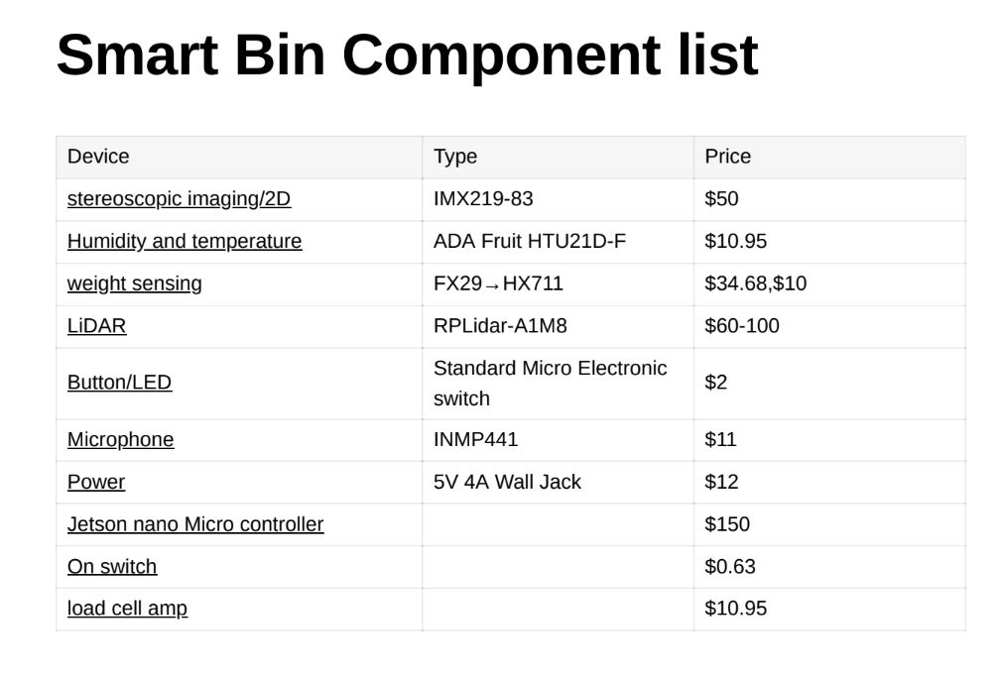 Smart Bin Component list
Device Type Price
stereoscopic imaging/2D IMX219-83 $50
Humidity and temperature ADA Fruit HTU21D-F $10.95
weight sensing FX29→HX711 $34.68,$10
LiDAR RPLidar-A1M8 $60-100
Button/LED Standard Micro Electronic switch $2
Microphone INMP441 $11
Power 5V 4A Wall Jack $12
Jetson nano Micro controller $150
On switch $0.63
load cell amp $10.95